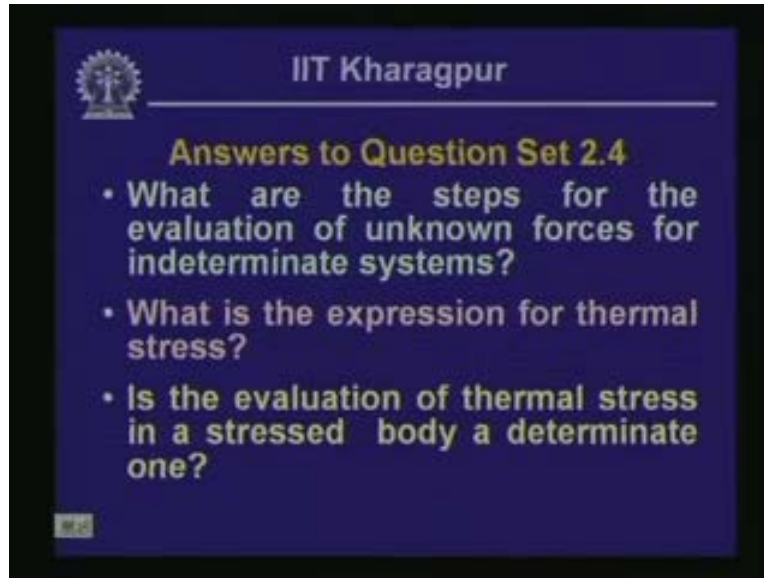 IIT Kharagpur
Answers to Question Set 2.4
• What are the steps for the
evaluation of unknown forces for
indeterminate systems?
• What is the expression for thermal
stress?
• Is the evaluation of thermal stress
in a stressed body a determinate
one?